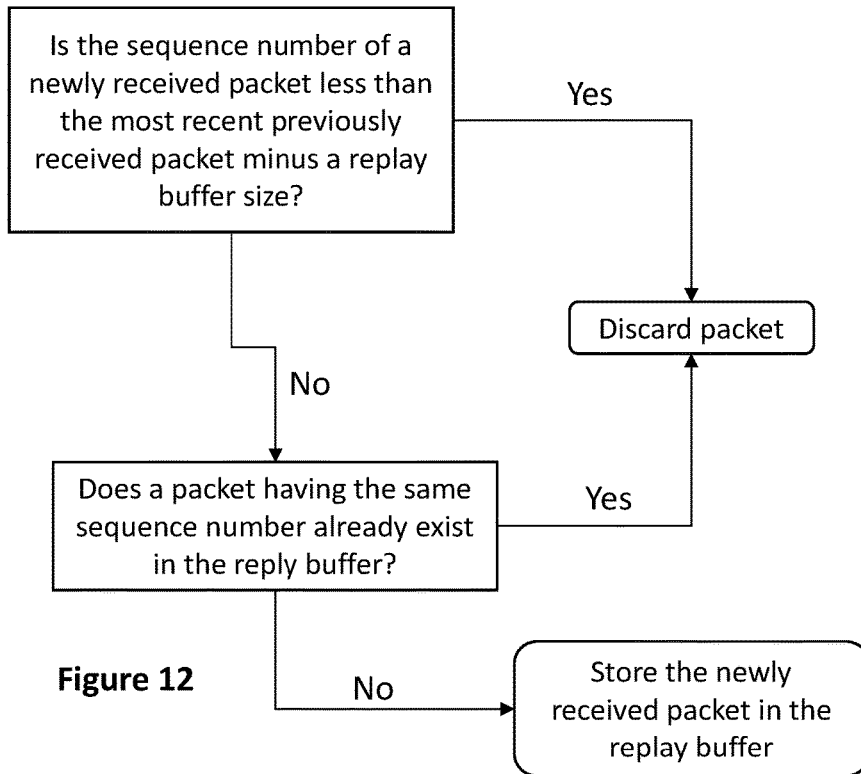 Is the sequence number of a
newly received packet less than
the most recent previously
received packet minus a replay
buffer size?
Yes
Discard packet
No
Does a packet having the same
sequence number already exist
in the reply buffer?
Yes
Figure 12
No
Store the newly
received packet in the
replay buffer